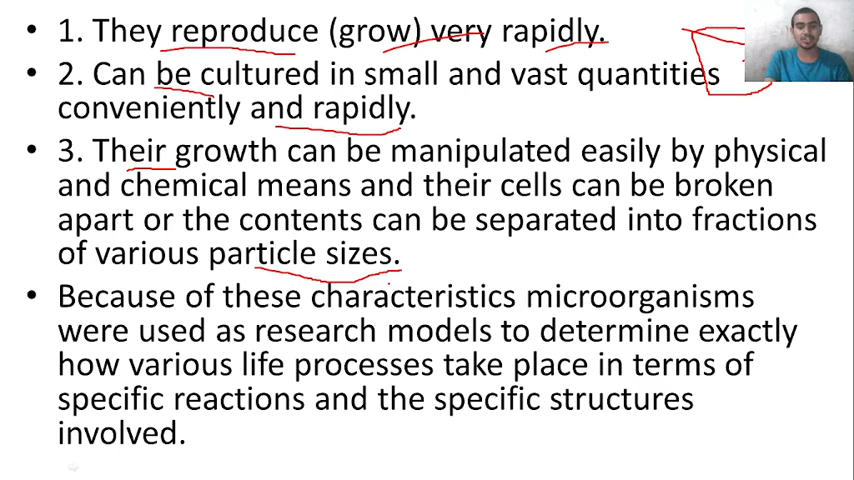 • 1. They reproduce (grow) very rapidly.
• 2. Can be cultured in small and vast quantities
conveniently and rapidly.
• 3. Their growth can be manipulated easily by physical
and chemical means and their cells can be broken
apart or the contents can be separated into fractions
of various particle sizes.
• Because of these characteristics microorganisms
were used as research models to determine exactly
how various life processes take place in terms of
specific reactions and the specific structures
involved.